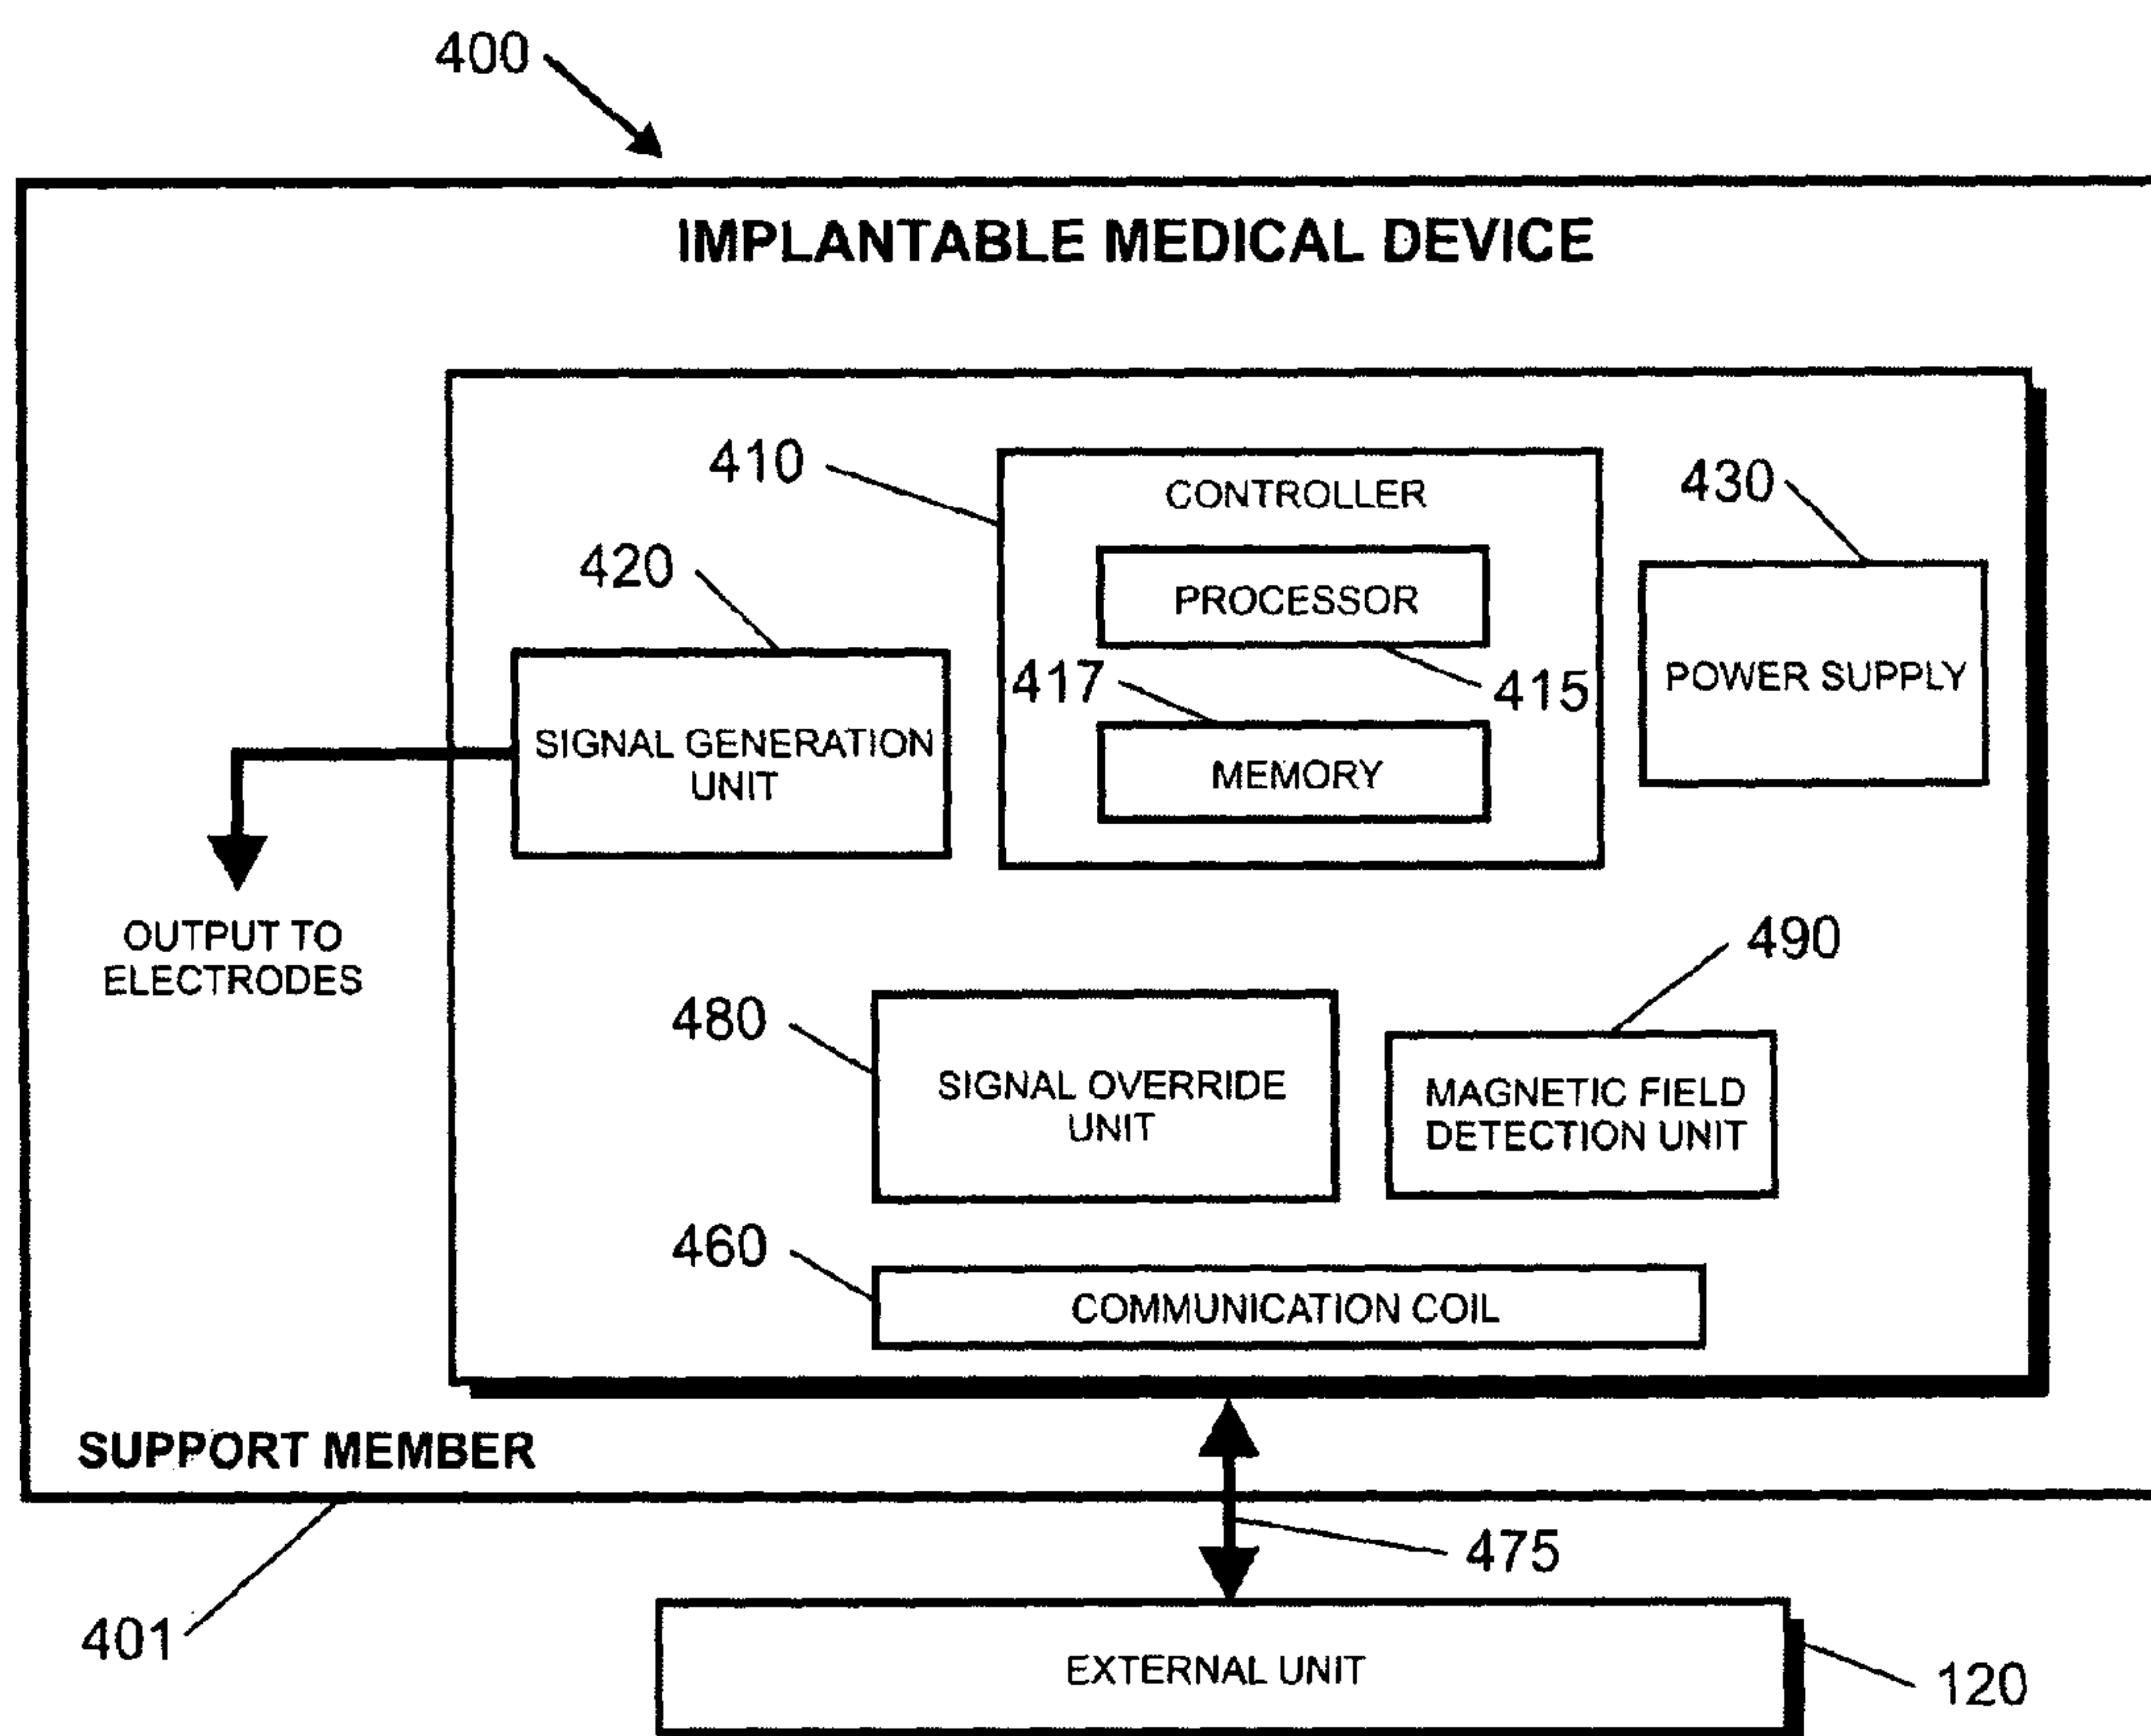 400
IMPLANTABLE MEDICAL DEVICE
410
CONTROLLER
430
420
PROCESSOR
415
417
POWER SUPPLY
SIGNAL GENERATION
UNIT
MEMORY
OUTPUT TO
ELECTRODES
490
480
SIGNAL OVERRIDE
UNIT
MAGNETIC FIELD
DETECTION UNIT
460
COMMUNICATION COIL
SUPPORT MEMBER
475
401
EXTERNAL UNIT
120